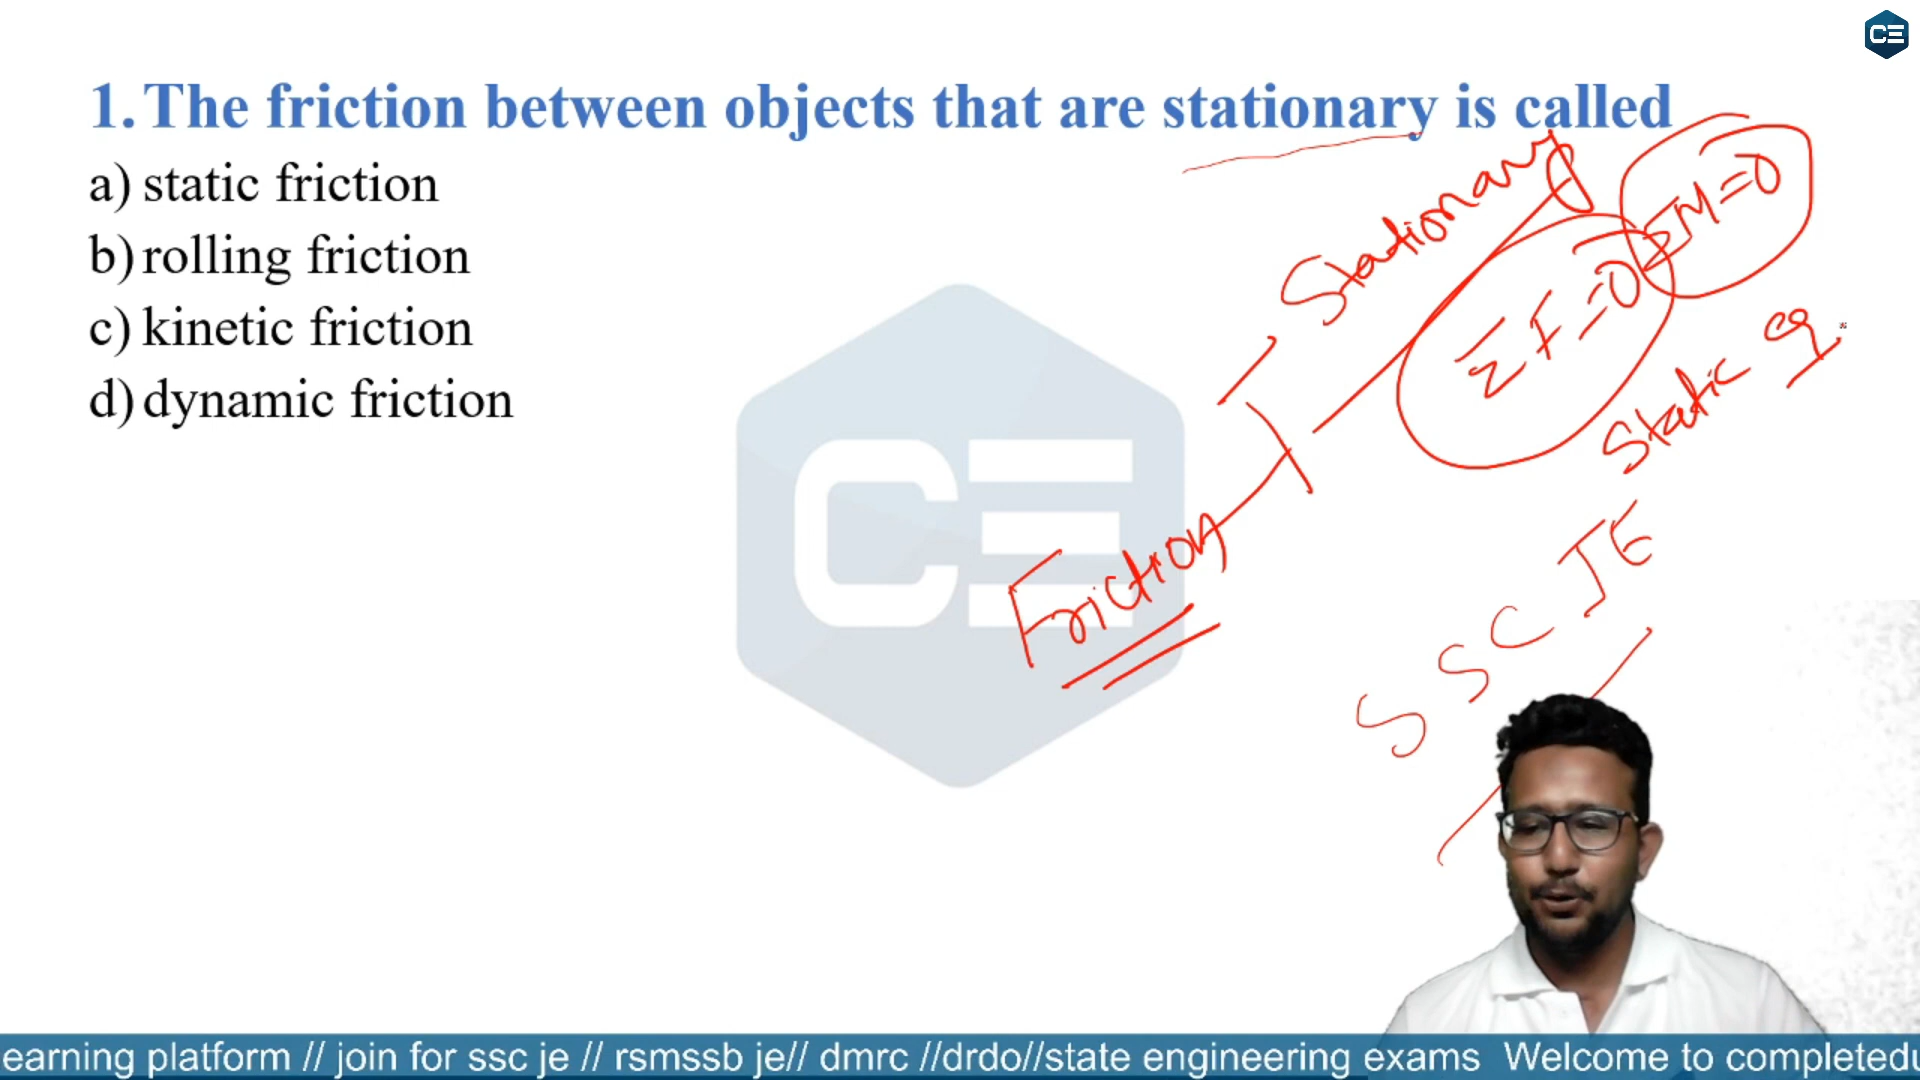 CE
1. The friction between objects that are stationary is called
a) static friction
b) rolling friction
c) kinetic friction
d) dynamic friction
Stationary
ΣM=0
ΣF=0
Static eq.
Friction
SSC JE
CE
earning platform // join for ssc je // rsmssb je// dmrc //drdo//state engineering exams Welcome to completedu